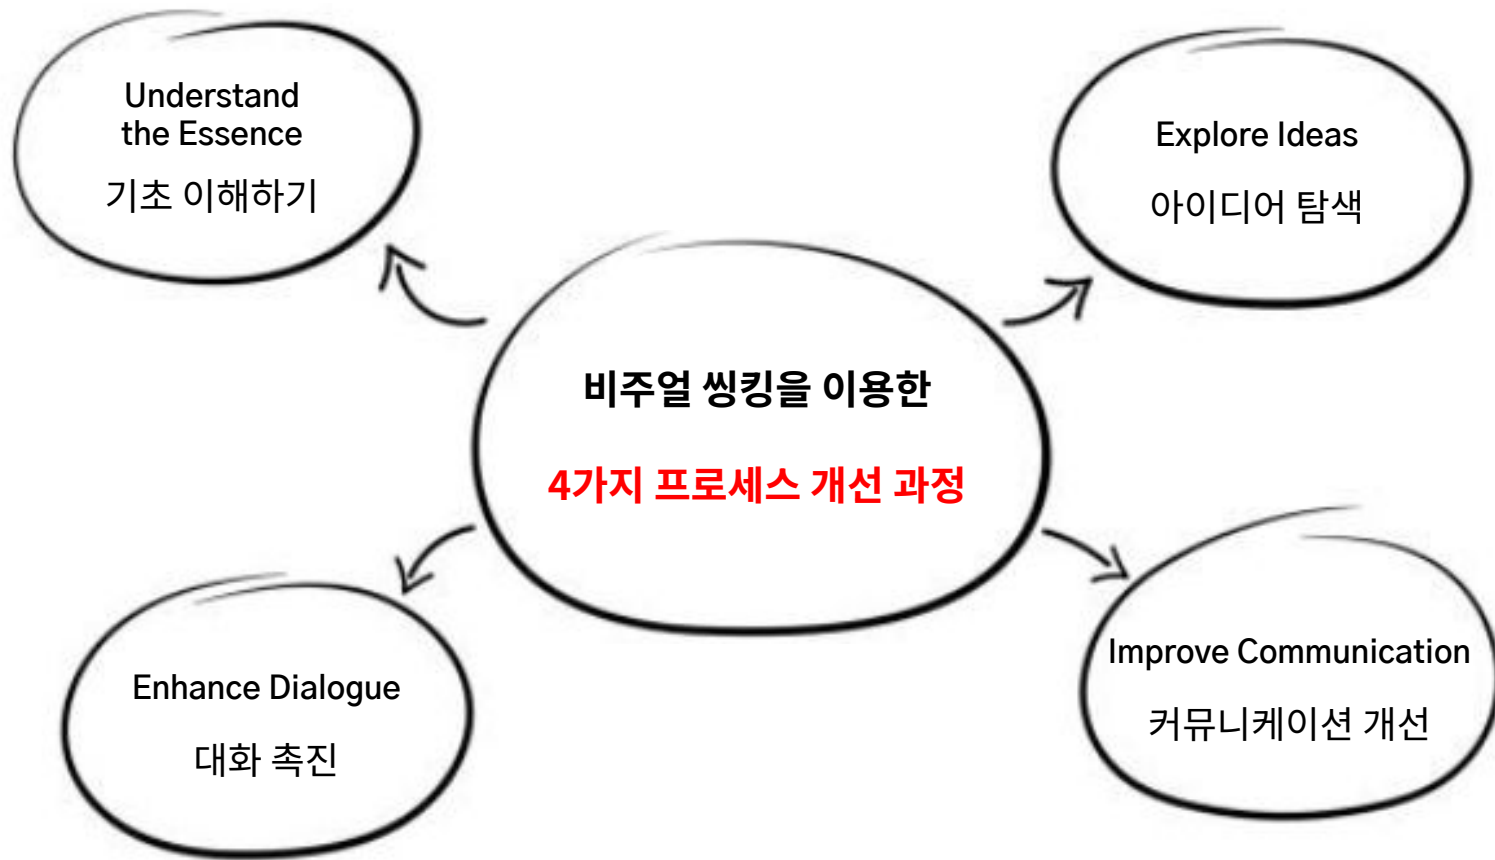 Understand
the Essence
기초 이해하기
Explore Ideas
아이디어 탐색
비주얼 씽킹을 이용한
4가지 프로세스 개선 과정
Enhance Dialogue
대화 촉진
Improve Communication
커뮤니케이션 개선